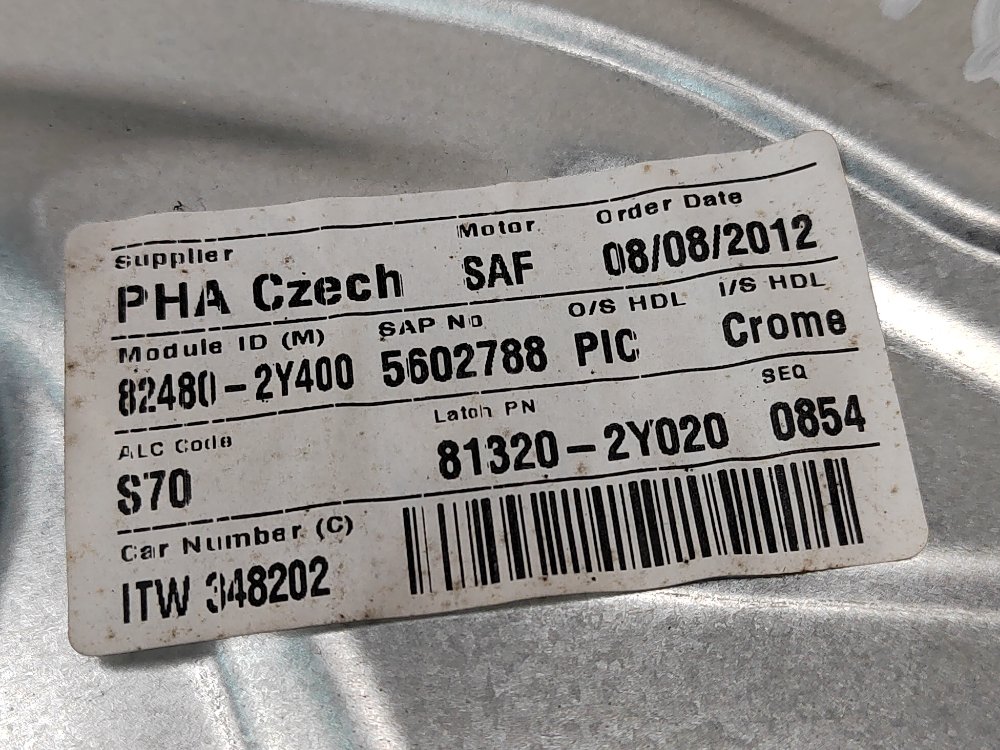 Supplier Motor Order Date
PHA Czech SAF 08/08/2012
Module ID (M) SAP No O/S HDL I/S HDL
82480-2Y400 5602788 PIC Crome
ALC Code Latch PN SEQ
S70 81320-2Y020 0854
Car Number (C)
ITW 348202